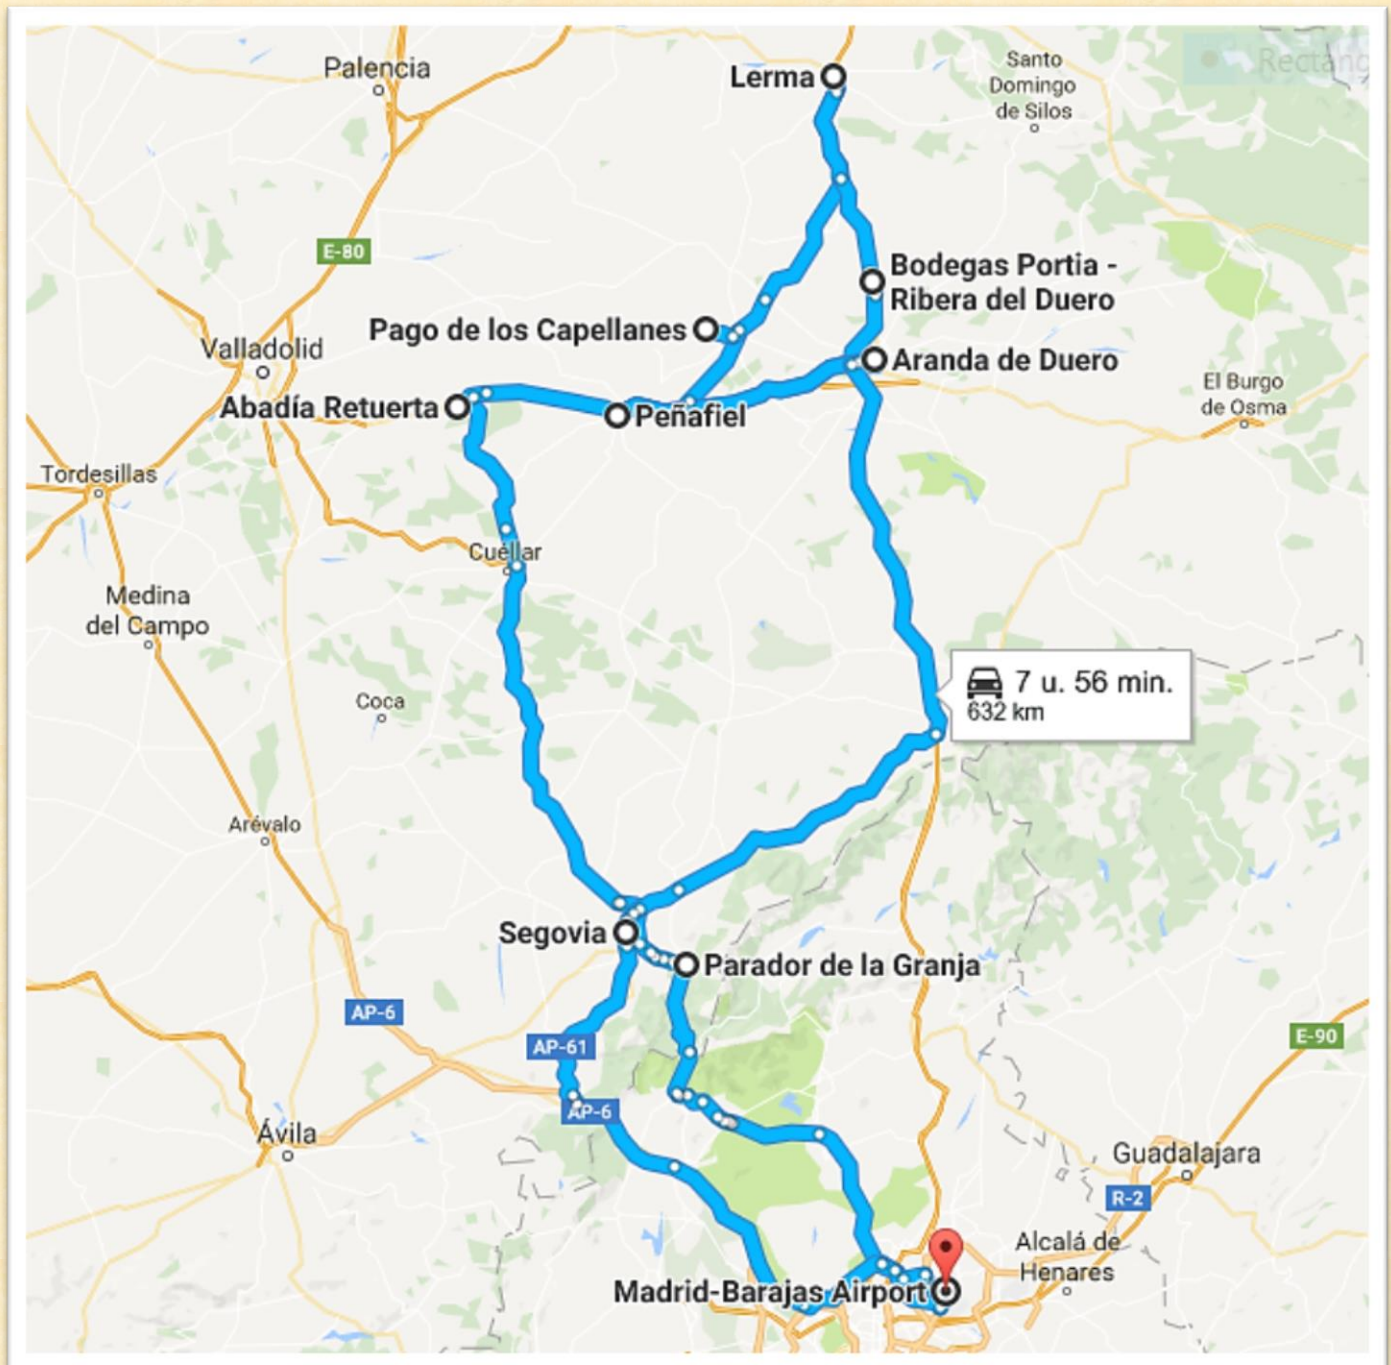 Palencia
Lerma
Santo
Domingo
de Silos
E-80
Bodegas Portia -
Ribera del Duero
Pago de los Capellanes
Valladolid
Aranda de Duero
Abadía Retuerta
Peñafiel
El Burgo
de Osma
Tordesillas
Cuéllar
Medina
del Campo
7 u. 56 min.
632 km
Coca
Arévalo
Segovia
Parador de la Granja
AP-6
AP-61
E-90
AP-6
Ávila
Guadalajara
R-2
Alcalá de
Henares
Madrid-Barajas Airport